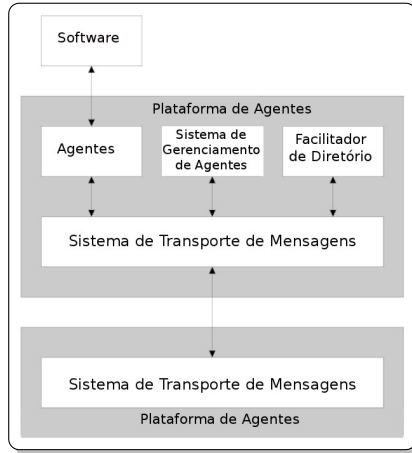 Software
Plataforma de Agentes
Agentes
Sistema de
Gerenciamento
de Agentes
Facilitador
de Diretório
Sistema de Transporte de Mensagens
Sistema de Transporte de Mensagens
Plataforma de Agentes